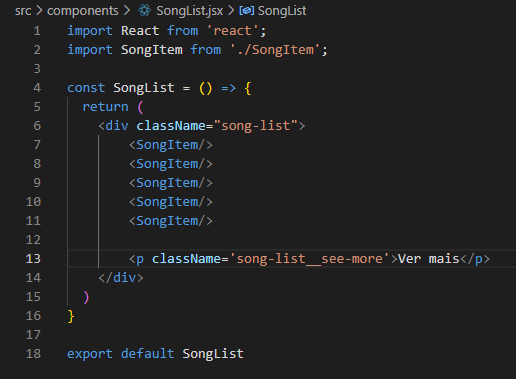 src > components > SongList.jsx > SongList
1 import React from 'react';
2 import SongItem from './SongItem';
3
4 const SongList = () => {
5 return (
6 <div className="song-list">
7 <SongItem/>
8 <SongItem/>
9 <SongItem/>
10 <SongItem/>
11 <SongItem/>
12
13 <p className='song-list__see-more'>Ver mais</p>
14 </div>
15 )
16 }
17
18 export default SongList